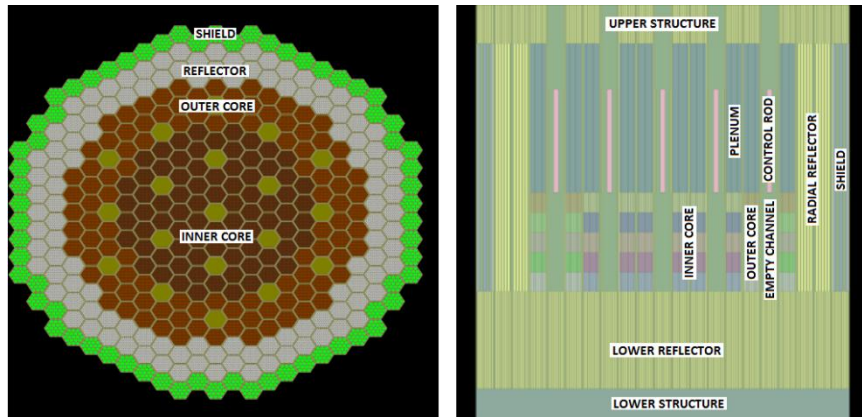 SHIELD
REFLECTOR
OUTER CORE
INNER CORE
UPPER STRUCTURE
PLENUM
CONTROL ROD
RADIAL REFLECTOR
SHIELD
INNER CORE
OUTER CORE
EMPTY CHANNEL
LOWER REFLECTOR
LOWER STRUCTURE